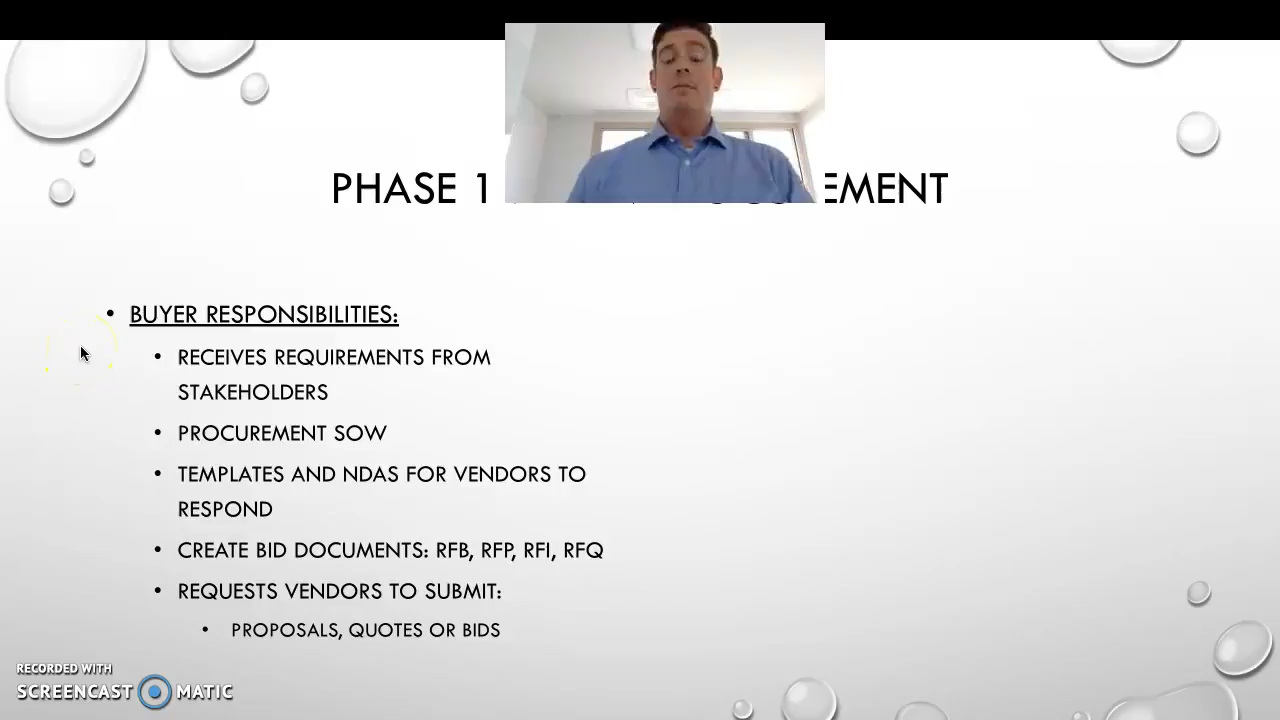 PHASE 1 EMENT
• BUYER RESPONSIBILITIES:
• RECEIVES REQUIREMENTS FROM
STAKEHOLDERS
• PROCUREMENT SOW
• TEMPLATES AND NDAS FOR VENDORS TO
RESPOND
• CREATE BID DOCUMENTS: RFB, RFP, RFI, RFQ
• REQUESTS VENDORS TO SUBMIT:
• PROPOSALS, QUOTES OR BIDS
RECORDED WITH
SCREENCAST MATIC